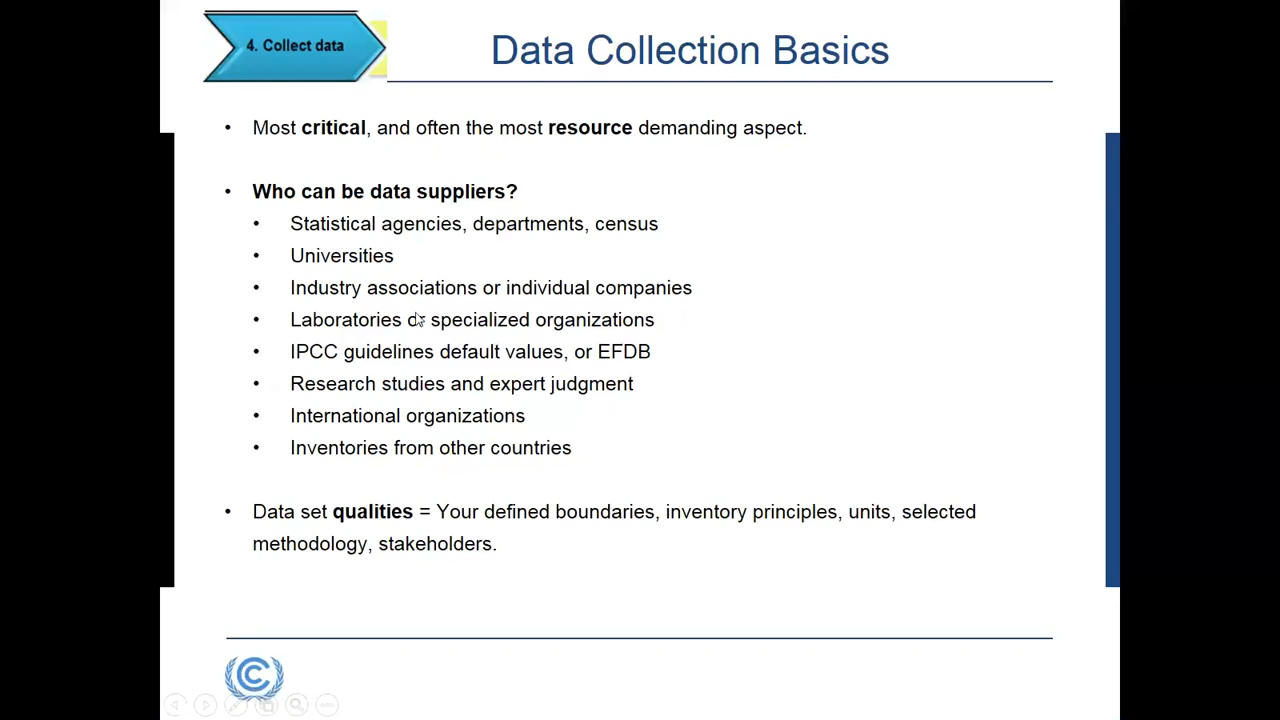 4. Collect data
Data Collection Basics
• Most critical, and often the most resource demanding aspect.
• Who can be data suppliers?
• Statistical agencies, departments, census
• Universities
• Industry associations or individual companies
• Laboratories or specialized organizations
• IPCC guidelines default values, or EFDB
• Research studies and expert judgment
• International organizations
• Inventories from other countries
• Data set qualities = Your defined boundaries, inventory principles, units, selected
methodology, stakeholders.